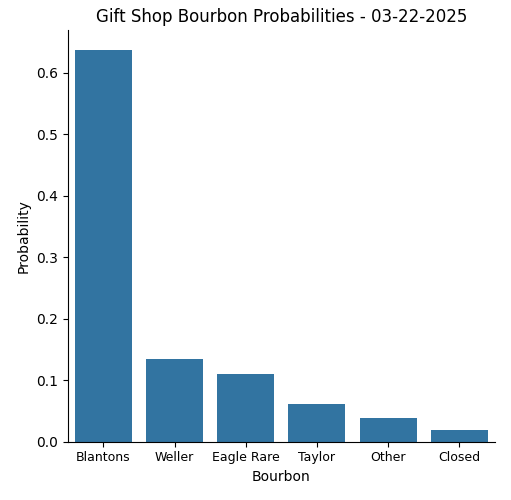 Gift Shop Bourbon Probabilities - 03-22-2025
0.6
0.5
0.4
0.3
0.2
0.1
0.0
Probability
Blantons Weller Eagle Rare Taylor Other Closed
Bourbon